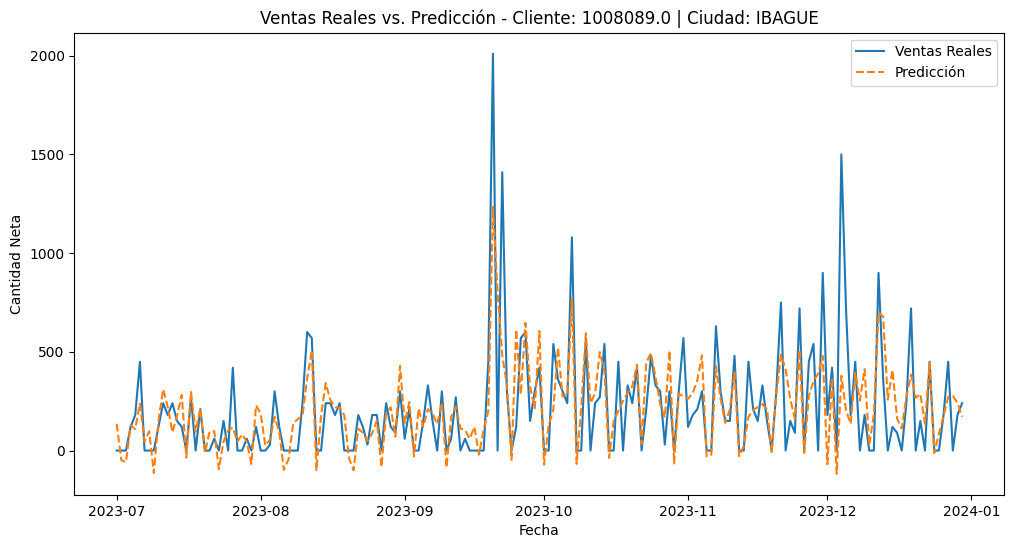 Ventas Reales vs. Predicción - Cliente: 1008089.0 | Ciudad: IBAGUE
Ventas Reales
Predicción
Cantidad Neta
2000
1500
1000
500
0
2023-07
2023-08
2023-09
2023-10
2023-11
2023-12
2024-01
Fecha